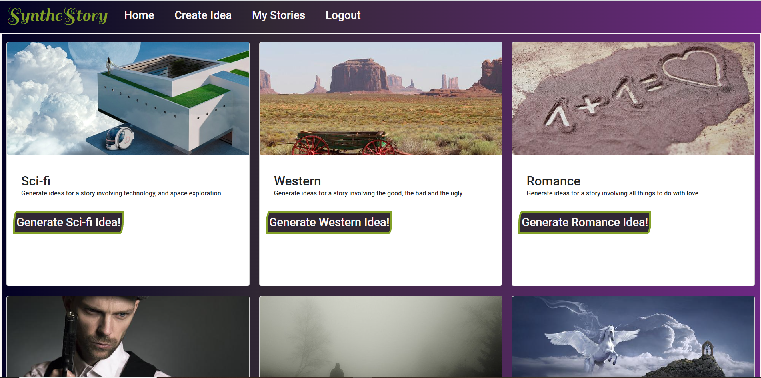 SyntheStory Home Create Idea My Stories Logout
1+1=
Sci-fi
Generate ideas for a story involving technology, and space exploration
Generate Sci-fi Idea!
Western
Generate ideas for a story involving the good, the bad and the ugly
Generate Western Idea!
Romance
Generate ideas for a story involving all things to do with love
Generate Romance Idea!